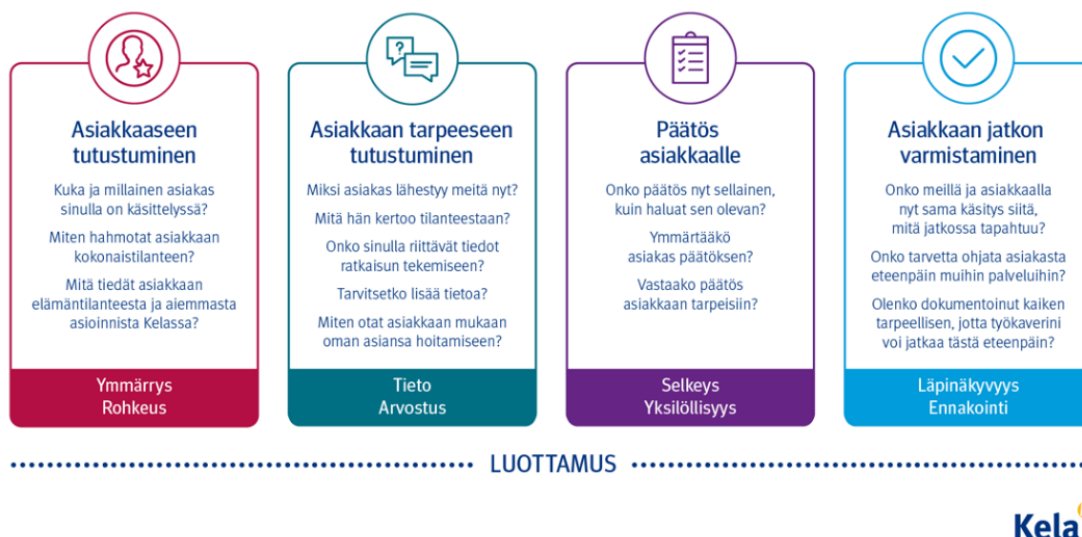 Asiakkaaseen
tutustuminen
Kuka ja millainen asiakas
sinulla on käsittelyssä?
Miten hahmotat asiakkaan
kokonaistilanteen?
Mitä tiedät asiakkaan
elämäntilanteesta ja aiemmasta
asioinnista Kelassa?
Ymmärrys
Rohkeus
?
Asiakkaan tarpeeseen
tutustuminen
Miksi asiakas lähestyy meitä nyt?
Mitä hän kertoo tilanteestaan?
Onko sinulla riittävät tiedot
ratkaisun tekemiseen?
Tarvitsetko lisää tietoa?
Miten otat asiakkaan mukaan
oman asiansa hoitamiseen?
Tieto
Arvostus
Päätös
asiakkaalle
Onko päätös nyt sellainen,
kuin haluat sen olevan?
Ymmärtääkö
asiakas päätöksen?
Vastaako päätös
asiakkaan tarpeisiin?
Selkeys
Yksilöllisyys
Asiakkaan jatkon
varmistaminen
Onko meillä ja asiakkaalla
nyt sama käsitys siitä,
mitä jatkossa tapahtuu?
Onko tarvetta ohjata asiakasta
eteenpäin muihin palveluihin?
Olenko dokumentoinut kaiken
tarpeellisen, jotta työkaverini
voi jatkaa tästä eteenpäin?
Läpinäkyvyys
Ennakointi
LUOTTAMUS
Kela